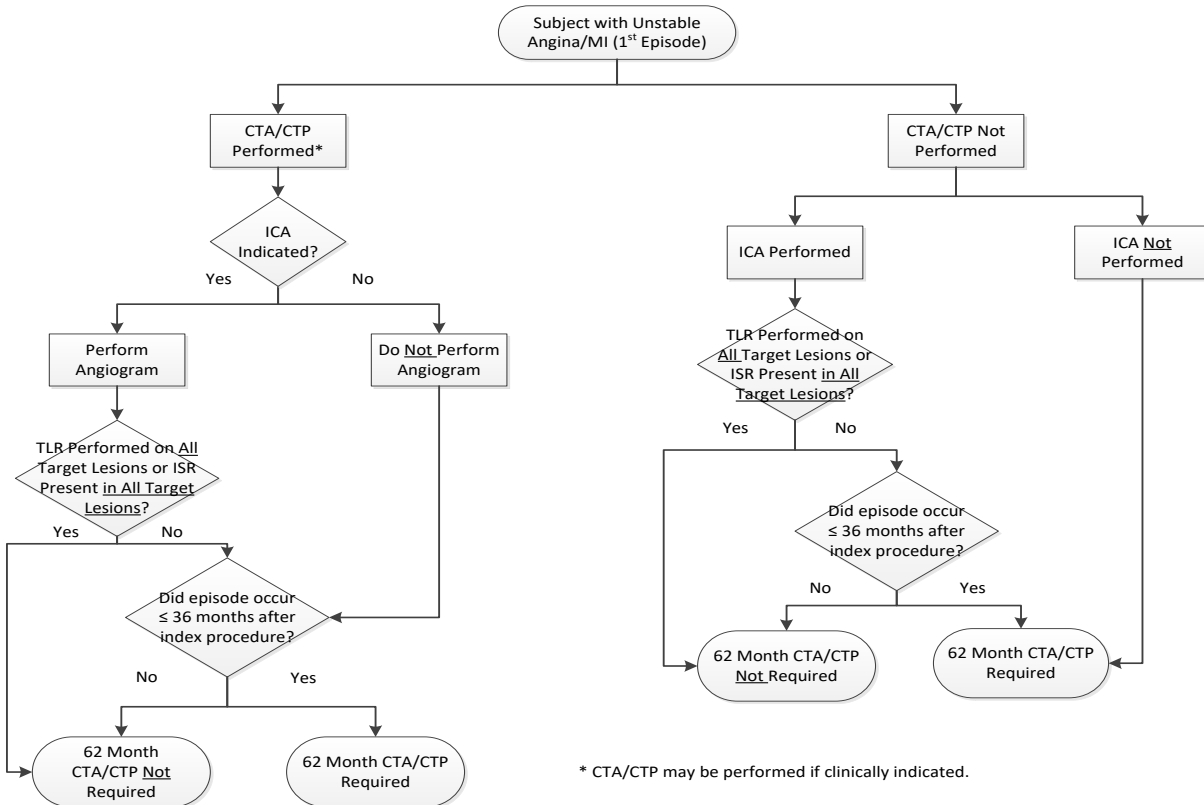 Subject with Unstable
Angina/MI (1st Episode)
CTA/CTP
Performed*
CTA/CTP Not
Performed
ICA
Indicated?
Yes
No
ICA Performed
ICA Not
Performed
Perform
Angiogram
Do Not Perform
Angiogram
TLR Performed on
All Target Lesions or
ISR Present in All
Target Lesions?
Yes
No
TLR Performed on All
Target Lesions or ISR
Present in All Target
Lesions?
Yes
No
Did episode occur
≤ 36 months after
index procedure?
No
Yes
Did episode occur
≤ 36 months after
index procedure?
No
Yes
62 Month CTA/CTP
Not Required
62 Month CTA/CTP
Required
62 Month
CTA/CTP Not
Required
62 Month CTA/CTP
Required
* CTA/CTP may be performed if clinically indicated.